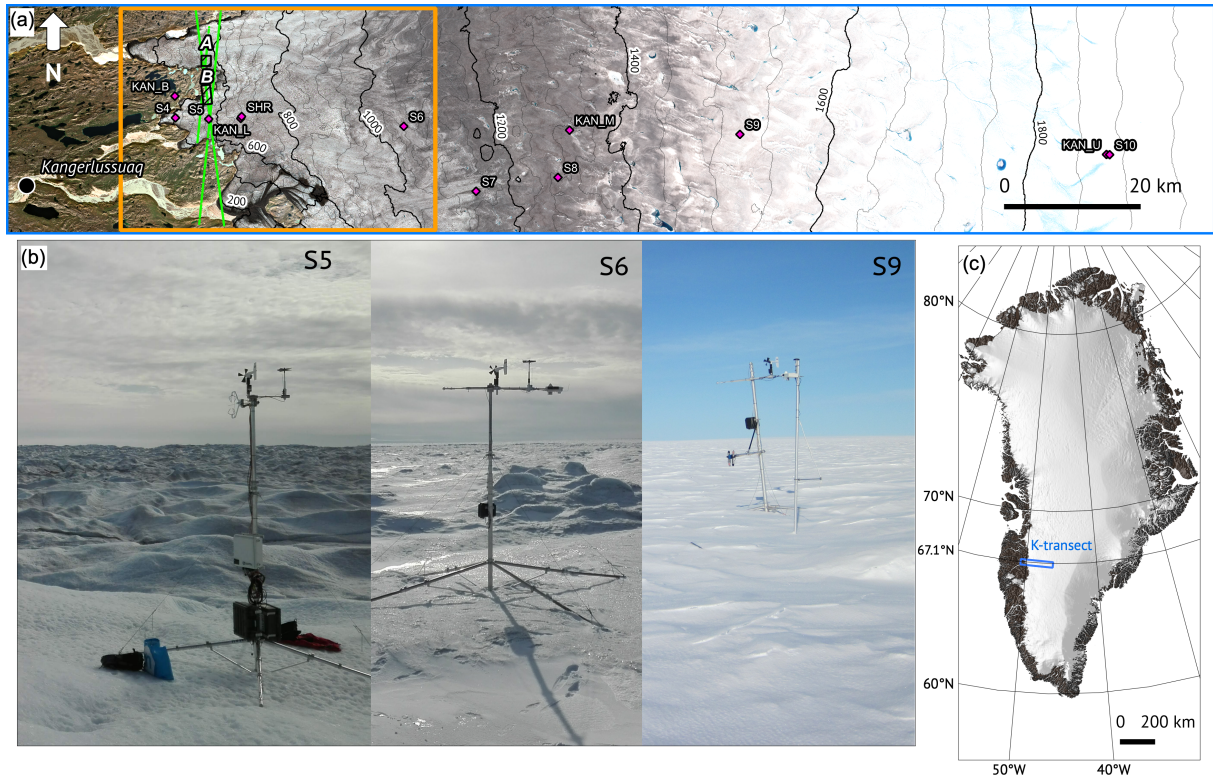 (a)
N
A
B
KAN_B
S4
S5
SHR
KAN_L
600
800
1000
200
S6
Kangerlussuaq
1200
S7
KAN_M
S8
1400
S9
1600
1800
KAN_U
S10
0 20 km
(b)
S5
S6
S9
(c)
80°N
70°N
67.1°N
K-transect
60°N
0 200 km
50°W
40°W